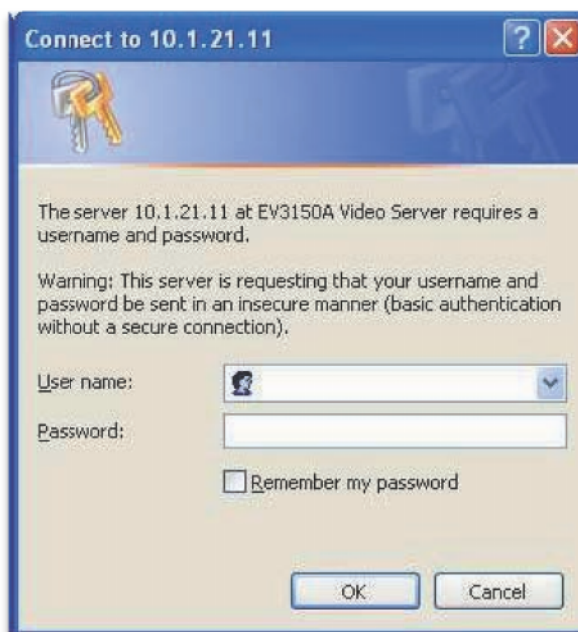 Connect to 10.1.21.11
?
The server 10.1.21.11 at EV3150A Video Server requires a
username and password.
Warning: This server is requesting that your username and
password be sent in an insecure manner (basic authentication
without a secure connection).
User name:
Password:
Remember my password
OK
Cancel